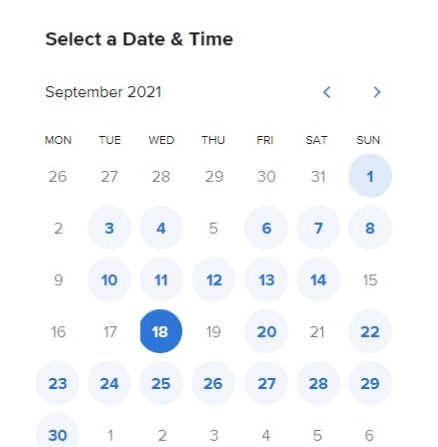 Select a Date & Time
September 2021
MON TUE WED THU FRI SAT SUN
26 27 28 29 30 31 1
2 3 4 5 6 7 8
9 10 11 12 13 14 15
16 17 18 19 20 21 22
23 24 25 26 27 28 29
30 1 2 3 4 5 6